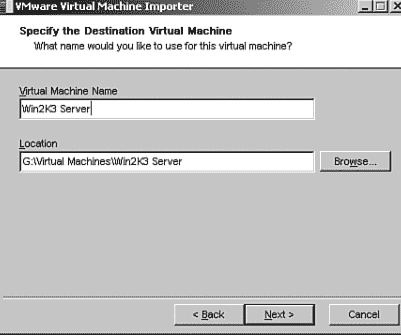 VMware Virtual Machine Importer
Specify the Destination Virtual Machine
What name would you like to use for this virtual machine?
Virtual Machine Name
Win2K3 Server
Location
G:\Virtual Machines\Win2K3 Server
Browse...
< Back
Next >
Cancel